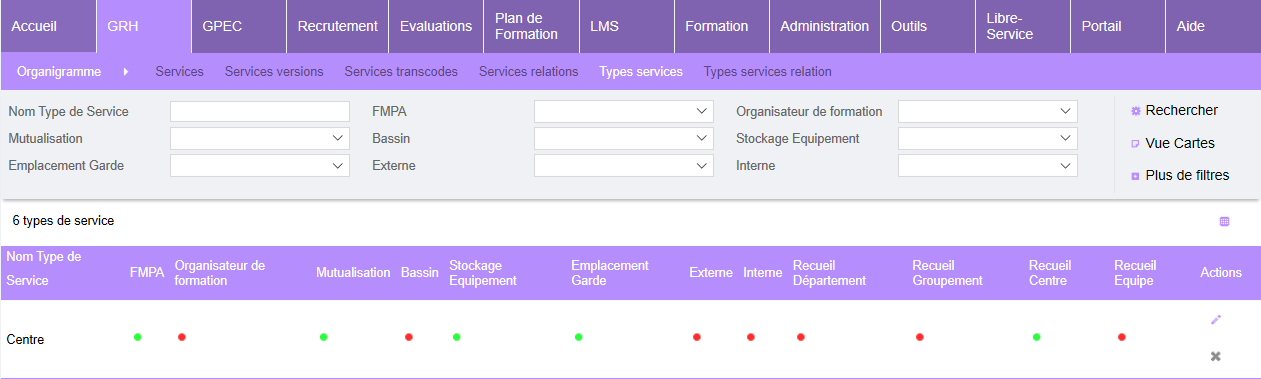 Accueil GRH GPEC Recrutement Evaluations Plan de Formation LMS Formation Administration Outils Libre-Service Portail Aide
Organigramme Services Services versions Services transcodes Services relations Types services Types services relation
Nom Type de Service FMPA Organisateur de formation Rechercher
Mutualisation Bassin Stockage Equipement Vue Cartes
Emplacement Garde Externe Interne Plus de filtres
6 types de service
Nom Type de Service FMPA Organisateur de formation Mutualisation Bassin Stockage Equipement Emplacement Garde Externe Interne Recueil Département Recueil Groupement Recueil Centre Recueil Equipe Actions
Centre